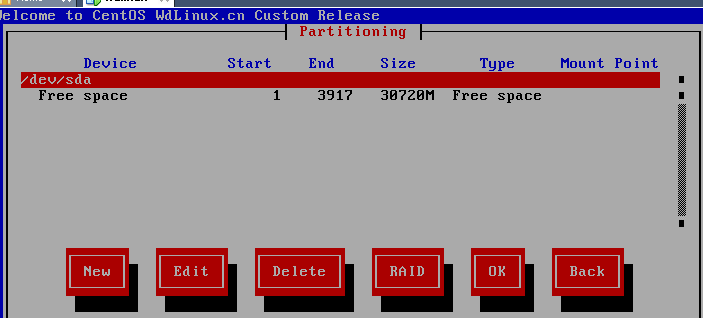 Welcome to CentOS WdLinux.cn Custom Release
Partitioning
Device Start End Size Type Mount Point
/dev/sda
Free space 1 3917 30720M Free space
New Edit Delete RAID OK Back